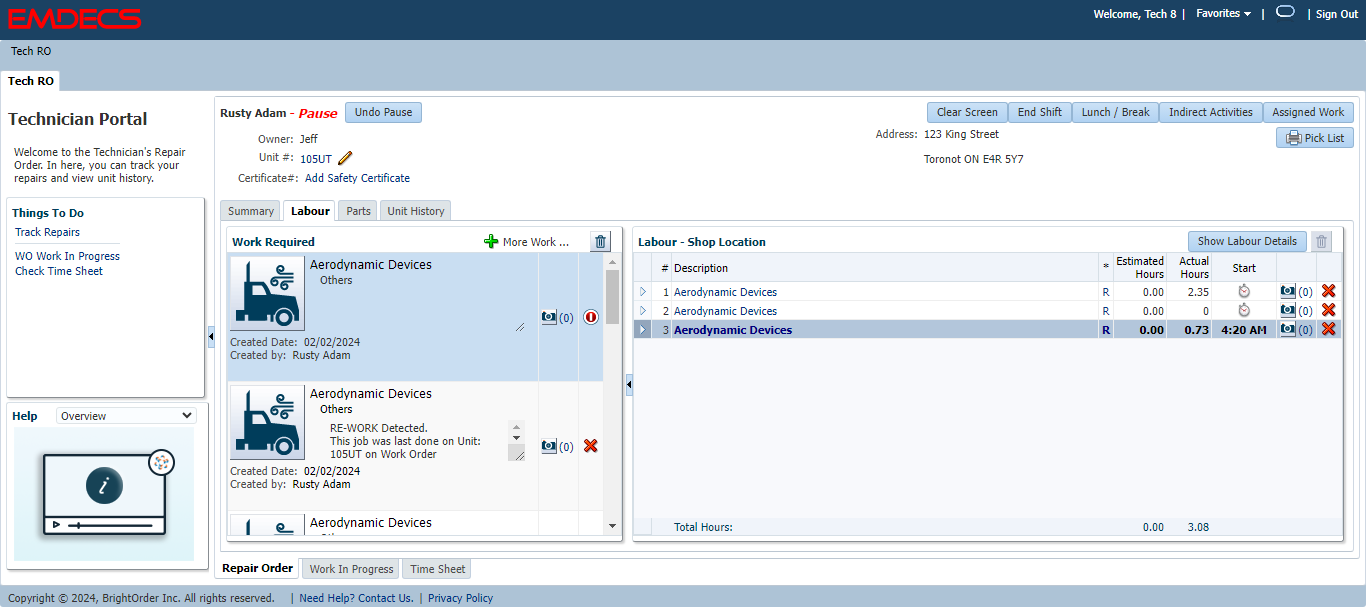 EMDECS
Welcome, Tech 8 | Favorites | | Sign Out
Tech RO
Tech RO
Technician Portal
Welcome to the Technician's Repair
Order. In here, you can track your
repairs and view unit history.
Things To Do
Track Repairs
WO Work In Progress
Check Time Sheet
Help Overview
i
Rusty Adam - Pause Undo Pause
Clear Screen End Shift Lunch / Break Indirect Activities Assigned Work
Pick List
Owner: Jeff
Unit #: 105UT
Certificate#: Add Safety Certificate
Address: 123 King Street
Toronot ON E4R 5Y7
Summary Labour Parts Unit History
Work Required More Work ...
Aerodynamic Devices
Others
(0)
Created Date: 02/02/2024
Created by: Rusty Adam
Aerodynamic Devices
Others
RE-WORK Detected.
This job was last done on Unit:
105UT on Work Order
(0)
Created Date: 02/02/2024
Created by: Rusty Adam
Aerodynamic Devices
Labour - Shop Location Show Labour Details
# Description * Estimated Hours Actual Hours Start
1 Aerodynamic Devices R 0.00 2.35 (0)
2 Aerodynamic Devices R 0.00 0 (0)
3 Aerodynamic Devices R 0.00 0.73 4:20 AM (0)
Total Hours: 0.00 3.08
Repair Order Work In Progress Time Sheet
Copyright © 2024, BrightOrder Inc. All rights reserved. | Need Help? Contact Us. | Privacy Policy